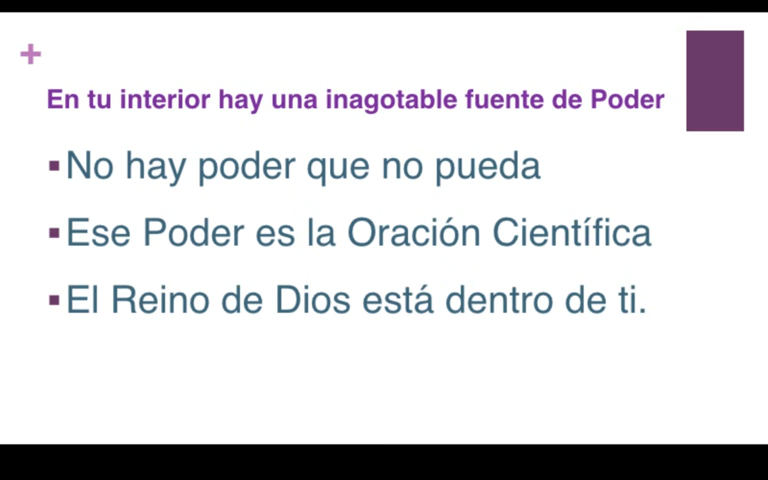 +
En tu interior hay una inagotable fuente de Poder
▪No hay poder que no pueda
▪Ese Poder es la Oración Científica
▪El Reino de Dios está dentro de ti.